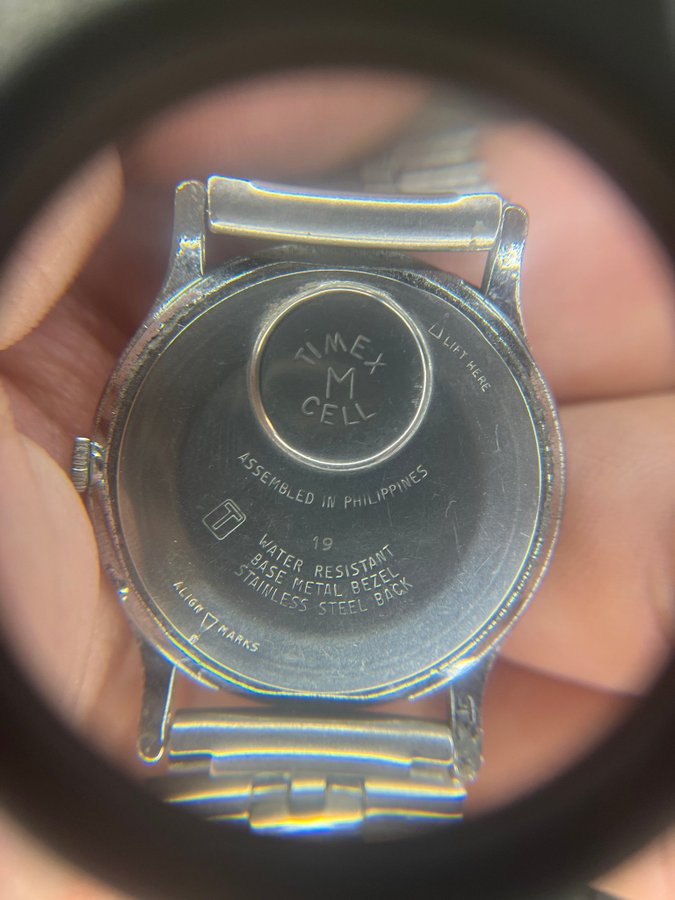 TIMEX
M
CELL
LIFT HERE
ASSEMBLED IN PHILIPPINES
T
19
WATER RESISTANT
BASE METAL BEZEL
STAINLESS STEEL BACK
ALIGN MARKS